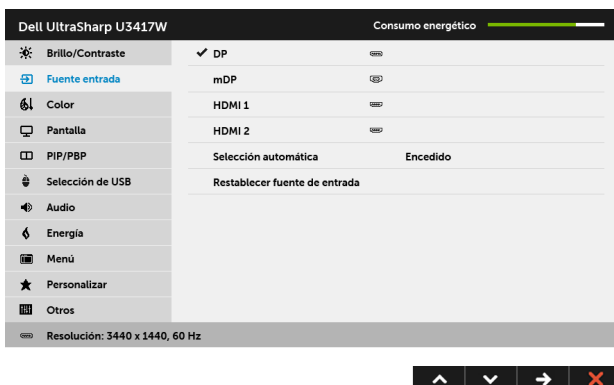 Dell UltraSharp U3417W Consumo energético
Brillo/Contraste DP
Fuente entrada mDP
Color HDMI 1
Pantalla HDMI 2
PIP/PBP Selección automática Encedido
Selección de USB Restablecer fuente de entrada
Audio
Energía
Menú
Personalizar
Otros
Resolución: 3440 x 1440, 60 Hz